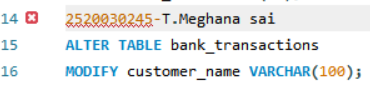 14 2520030245-T.Meghana sai
15 ALTER TABLE bank_transactions
16 MODIFY customer_name VARCHAR(100);